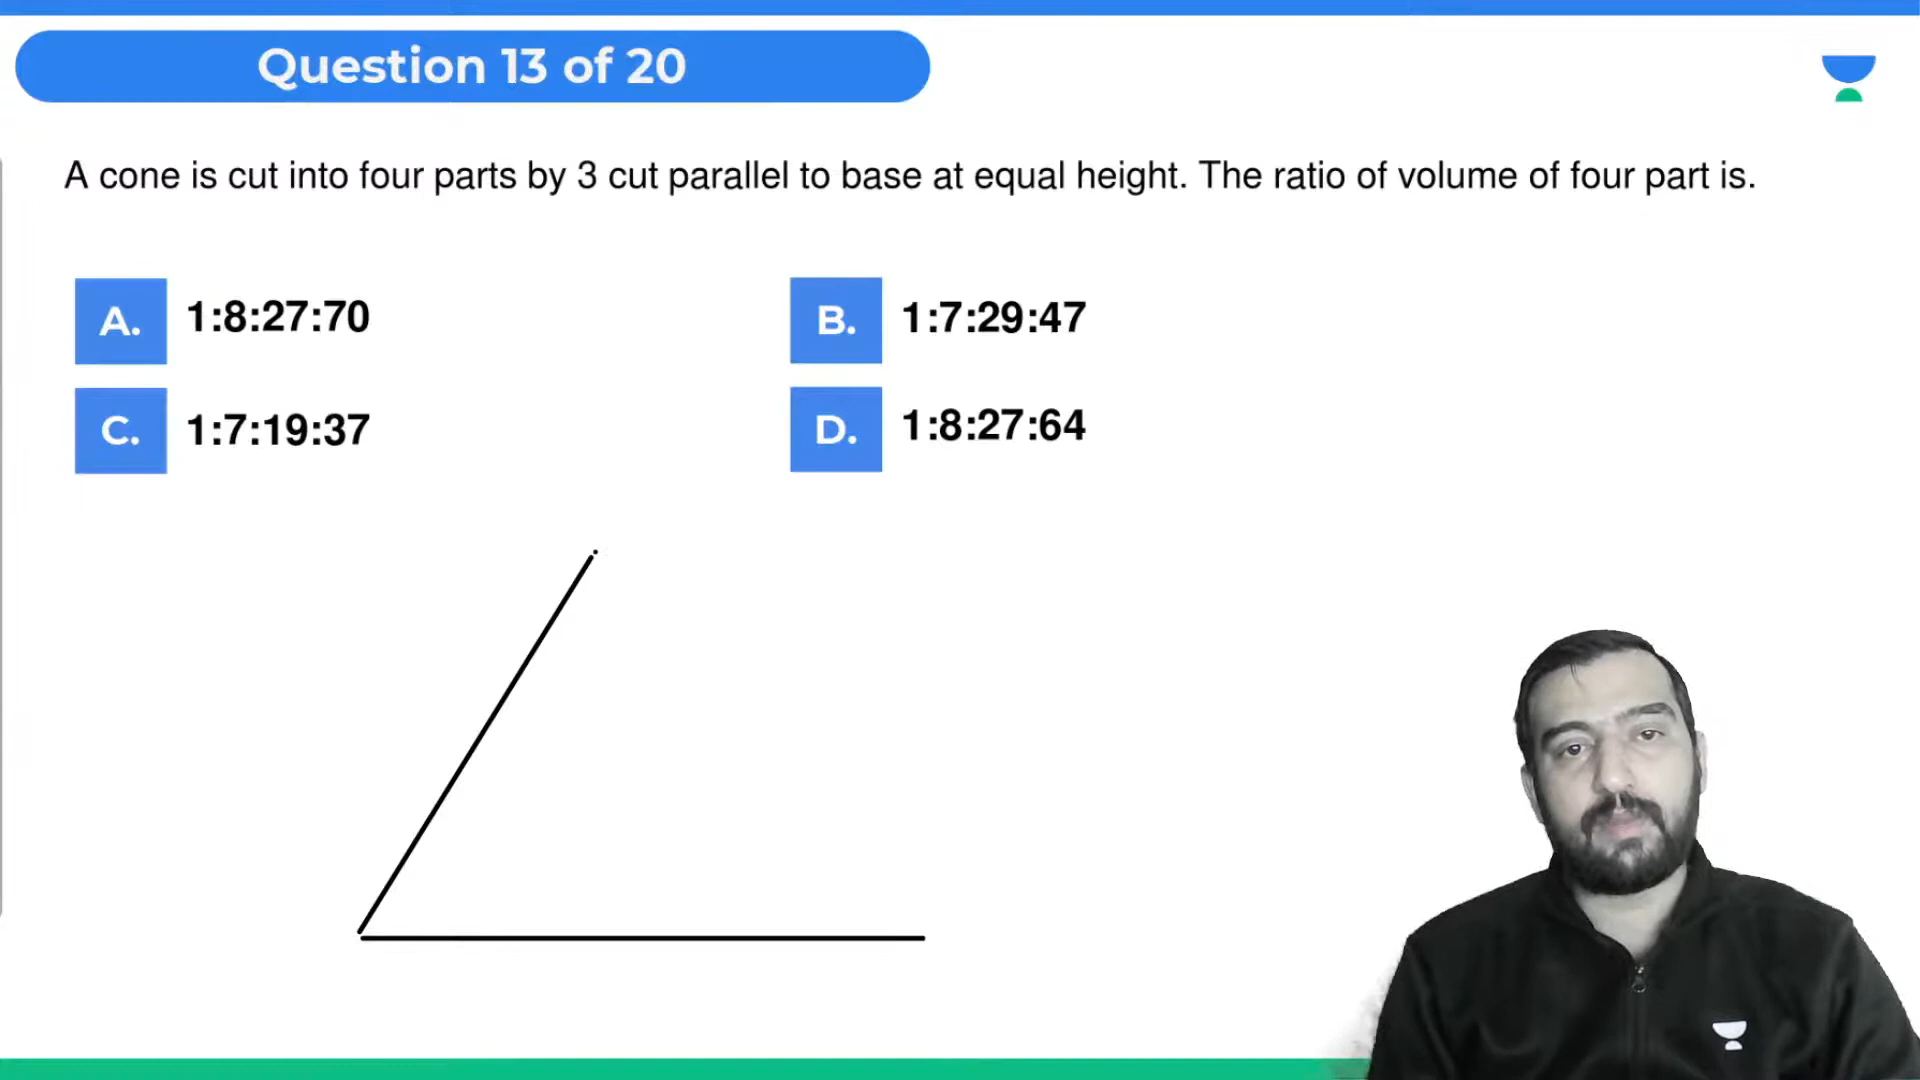 Question 13 of 20
A cone is cut into four parts by 3 cut parallel to base at equal height. The ratio of volume of four part is.
A. 1:8:27:70
B. 1:7:29:47
C. 1:7:19:37
D. 1:8:27:64